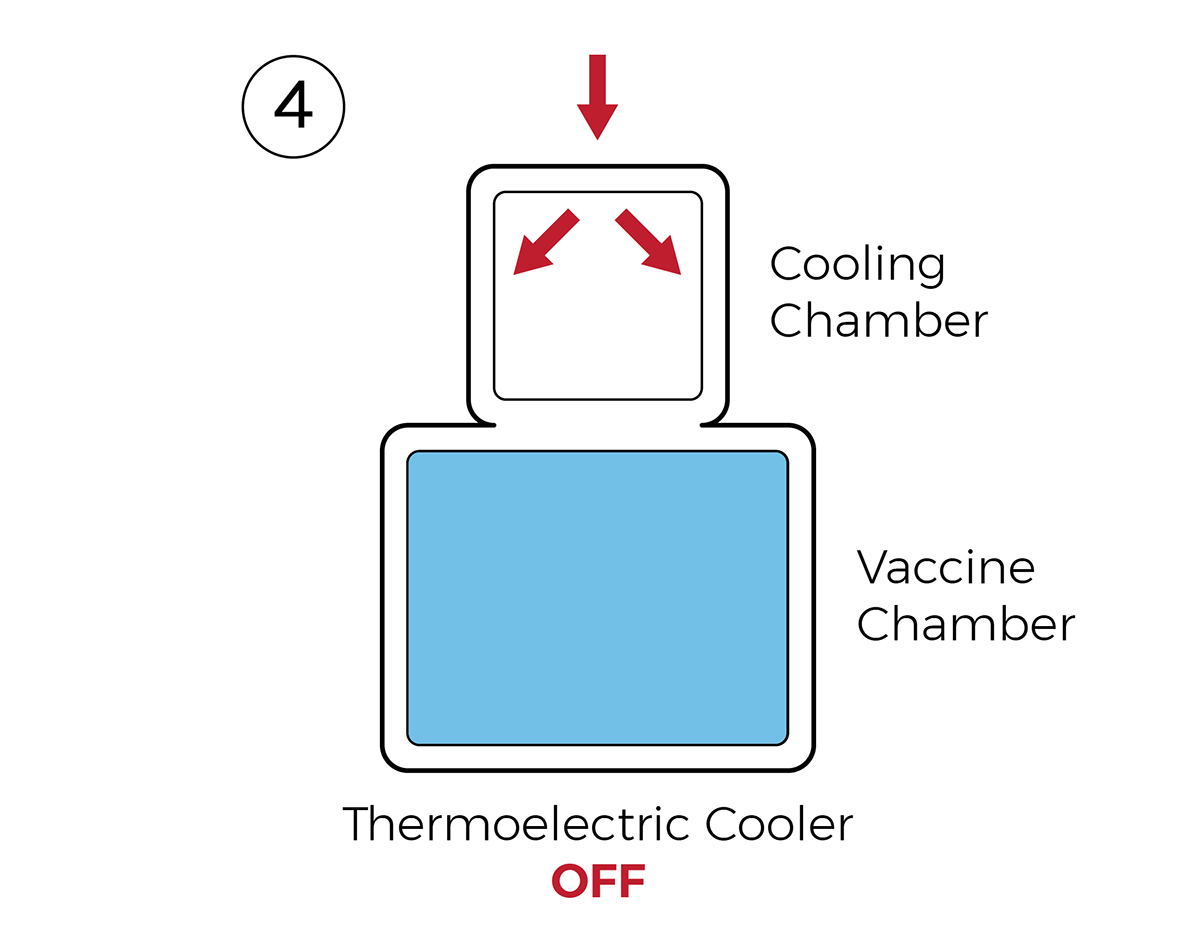 4
Cooling
Chamber
Vaccine
Chamber
Thermoelectric Cooler
OFF